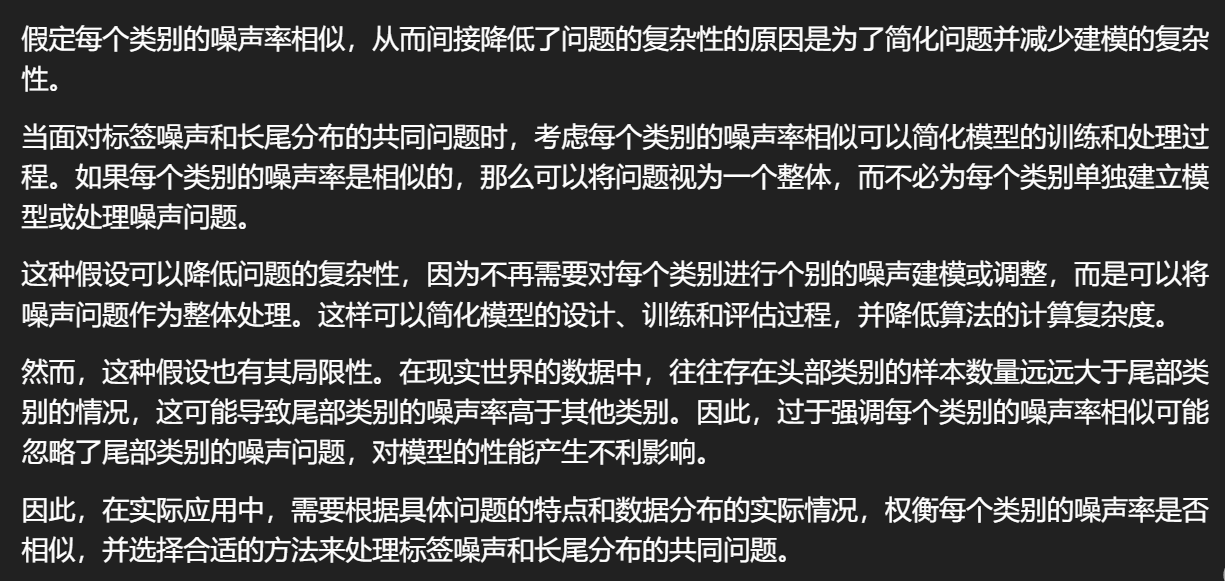 假定每个类别的噪声率相似，从而间接降低了问题的复杂性的原因是为了简化问题并减少建模的复杂
性。
当面对标签噪声和长尾分布的共同问题时，考虑每个类别的噪声率相似可以简化模型的训练和处理过
程。如果每个类别的噪声率是相似的，那么可以将问题视为一个整体，而不必为每个类别单独建立模
型或处理噪声问题。
这种假设可以降低问题的复杂性，因为不再需要对每个类别进行个别的噪声建模或调整，而是可以将
噪声问题作为整体处理。这样可以简化模型的设计、训练和评估过程，并降低算法的计算复杂度。
然而，这种假设也有其局限性。在现实世界的数据中，往往存在头部类别的样本数量远远大于尾部类
别的情况，这可能导致尾部类别的噪声率高于其他类别。因此，过于强调每个类别的噪声率相似可能
忽略了尾部类别的噪声问题，对模型的性能产生不利影响。
因此，在实际应用中，需要根据具体问题的特点和数据分布的实际情况，权衡每个类别的噪声率是否
相似，并选择合适的方法来处理标签噪声和长尾分布的共同问题。